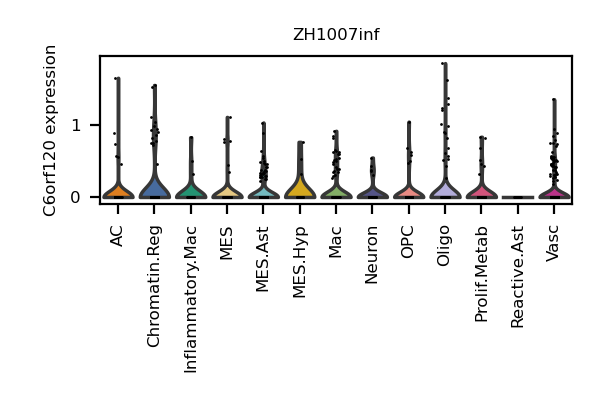 ZH1007inf
C6orf120 expression
1
0
AC
Chromatin.Reg
Inflammatory.Mac
MES
MES.Ast
MES.Hyp
Mac
Neuron
OPC
Oligo
Prolif.Metab
Reactive.Ast
Vasc